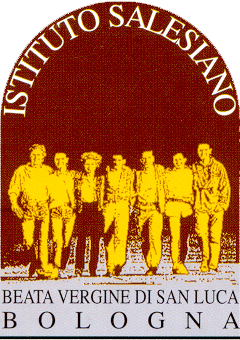 ISTITUTO SALESIANO
BEATA VERGINE DI SAN LUCA
BOLOGNA